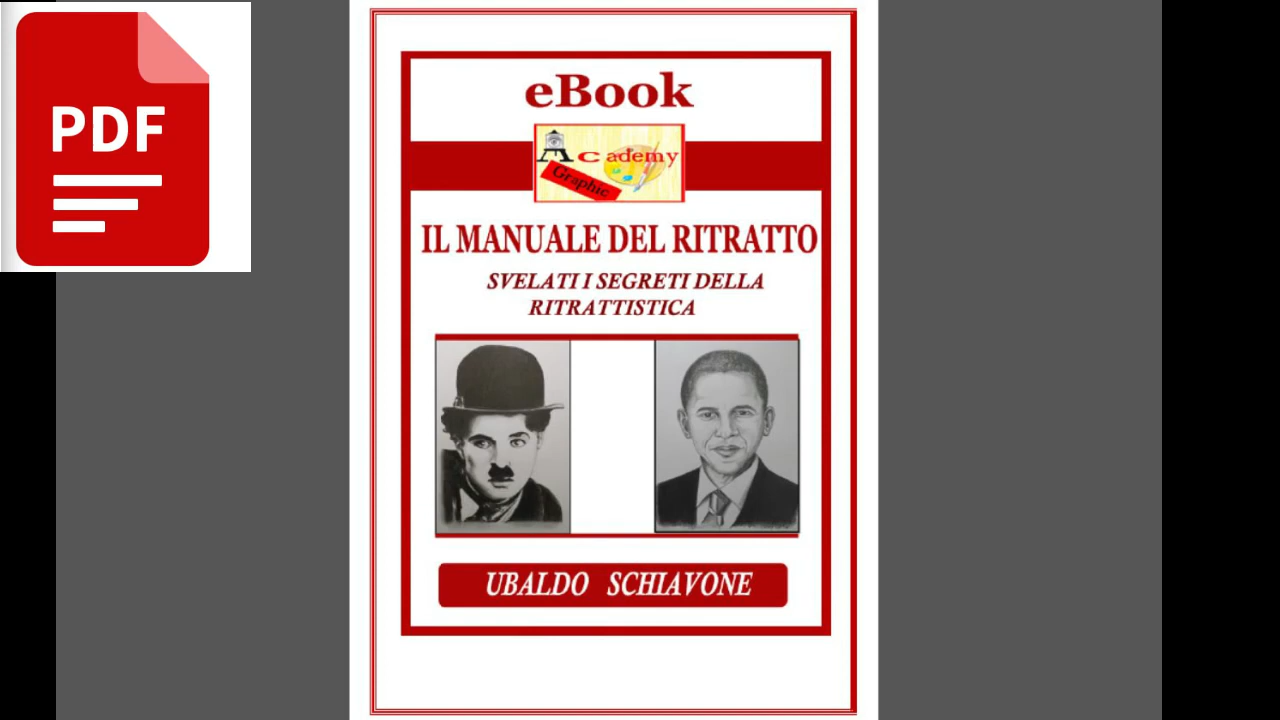 PDF
eBook
Academy
Graphic
IL MANUALE DEL RITRATTO
SVELATI I SEGRETI DELLA
RITRATTISTICA
UBALDO SCHIAVONE